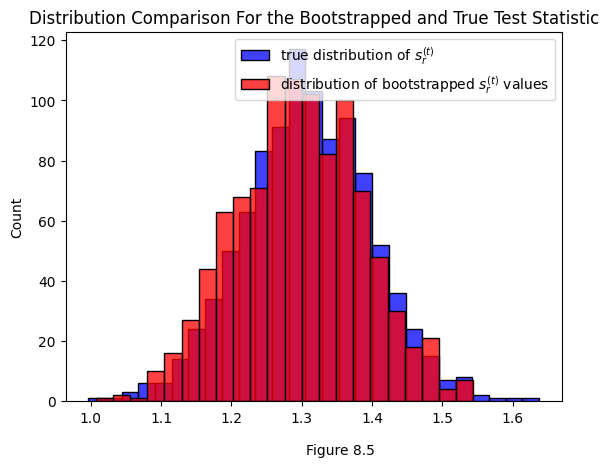 Distribution Comparison For the Bootstrapped and True Test Statistic
true distribution of $s_r^{(t)}$
distribution of bootstrapped $s_r^{(t)}$ values
Count
120
100
80
60
40
20
0
1.0 1.1 1.2 1.3 1.4 1.5 1.6
Figure 8.5